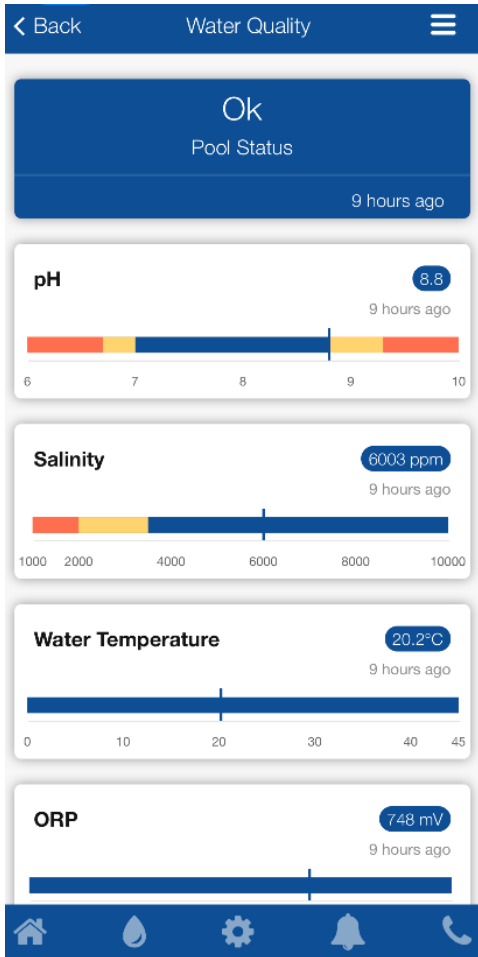 Back Water Quality
Ok
Pool Status
9 hours ago
pH 8.8
9 hours ago
6 7 8 9 10
Salinity 6003 ppm
9 hours ago
1000 2000 4000 6000 8000 10000
Water Temperature 20.2°C
9 hours ago
0 10 20 30 40 45
ORP 748 mV
9 hours ago